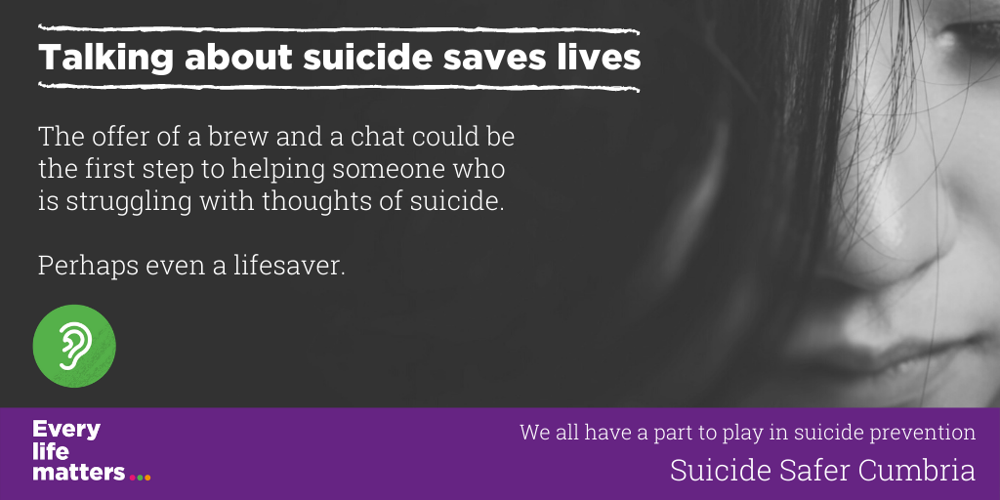 Talking about suicide saves lives
The offer of a brew and a chat could be
the first step to helping someone who
is struggling with thoughts of suicide.
Perhaps even a lifesaver.
Every
life
matters...
We all have a part to play in suicide prevention
Suicide Safer Cumbria